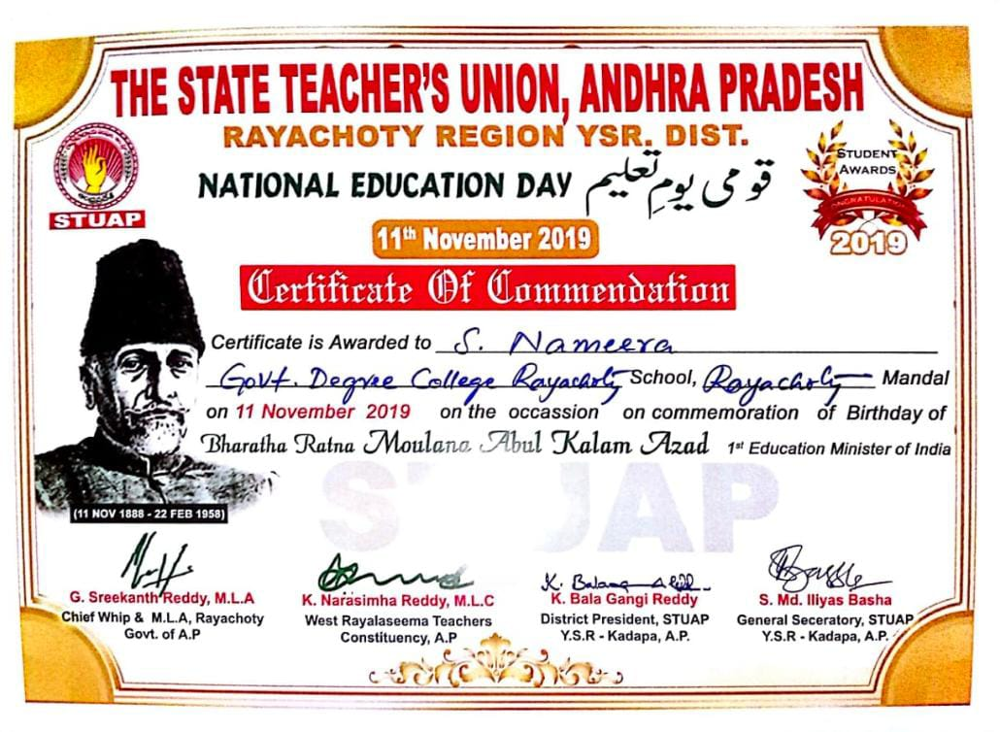 THE STATE TEACHER'S UNION, ANDHRA PRADESH
RAYACHOTY REGION YSR. DIST.
STUAP
NATIONAL EDUCATION DAY قومی یومِ تعلیم
STUDENT
AWARDS
CONGRATULATIONS
2019
11th November 2019
Certificate Of Commendation
Certificate is Awarded to S. Nameera
Govt. Degree College Rayachoty School, Rayachoty Mandal
on 11 November 2019 on the occassion on commemoration of Birthday of
Bharatha Ratna Moulana Abul Kalam Azad 1st Education Minister of India
STUAP
(11 NOV 1888 - 22 FEB 1958)
K. Bala
G. Sreekanth Reddy, M.L.A
Chief Whip & M.L.A, Rayachoty
Govt. of A.P
K. Narasimha Reddy, M.L.C
West Rayalaseema Teachers
Constituency, A.P
K. Bala Gangi Reddy
District President, STUAP
Y.S.R - Kadapa, A.P.
S. Md. Iliyas Basha
General Seceratory, STUAP
Y.S.R - Kadapa, A.P.